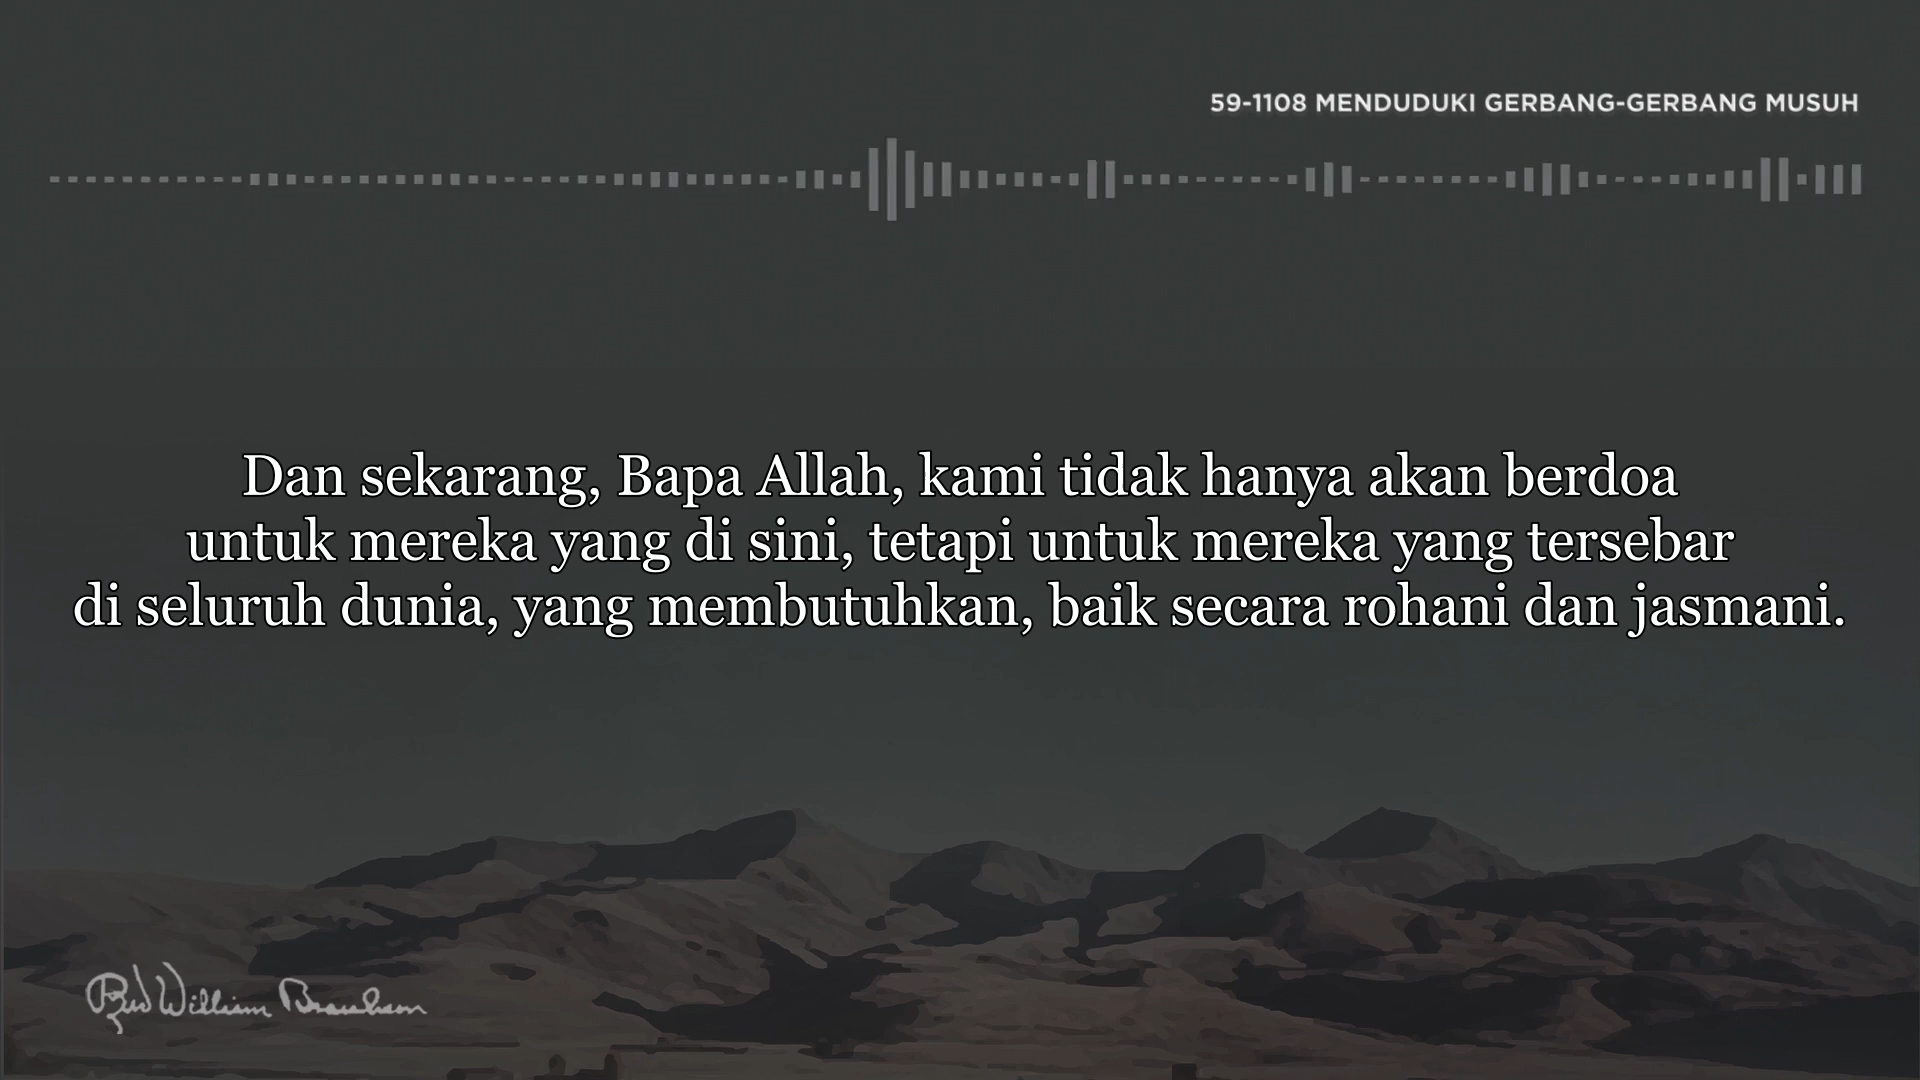 59-1108 MENDUDUKI GERBANG-GERBANG MUSUH
Dan sekarang, Bapa Allah, kami tidak hanya akan berdoa
untuk mereka yang di sini, tetapi untuk mereka yang tersebar
di seluruh dunia, yang membutuhkan, baik secara rohani dan jasmani.
Rev William Branham